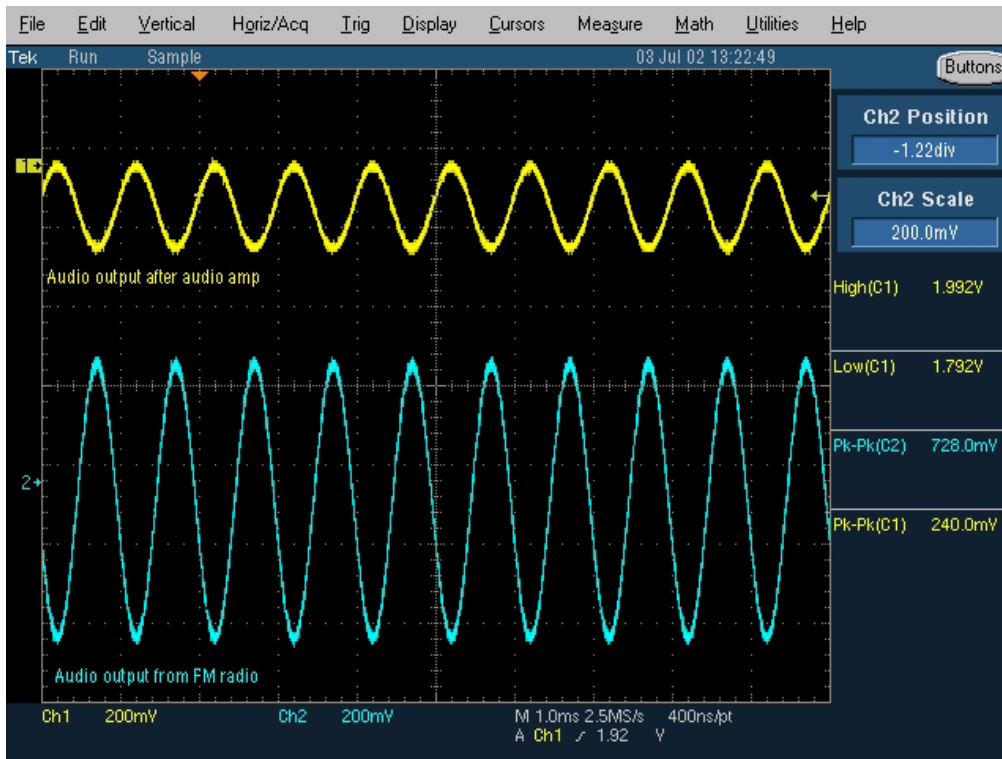 File Edit Vertical Horiz/Acq Trig Display Cursors Measure Math Utilities Help
Tek Run Sample 03 Jul 02 13:22:49
Buttons
Ch2 Position
-1.22div
Ch2 Scale
200.0mV
1
Audio output after audio amp
High(C1) 1.992V
Low(C1) 1.792V
Pk-Pk(C2) 728.0mV
2
Pk-Pk(C1) 240.0mV
Audio output from FM radio
Ch1 200mV Ch2 200mV M 1.0ms 2.5MS/s 400ns/pt
A Ch1 1.92 V